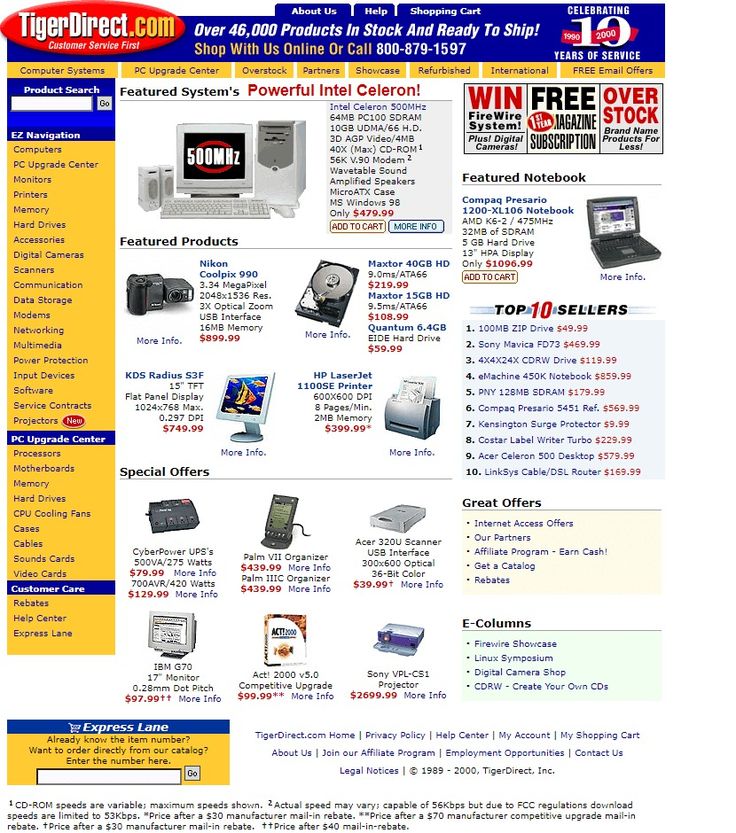 TigerDirect.com
Customer Service First
About Us
Help
Shopping Cart
Over 46,000 Products In Stock And Ready To Ship!
Shop With Us Online Or Call 800-879-1597
CELEBRATING
1990 10 2000
YEARS OF SERVICE
Computer Systems
PC Upgrade Center
Overstock
Partners
Showcase
Refurbished
International
FREE Email Offers
Product Search
Go
EZ Navigation
Computers
PC Upgrade Center
Monitors
Printers
Memory
Hard Drives
Accessories
Digital Cameras
Scanners
Communication
Data Storage
Modems
Networking
Multimedia
Power Protection
Input Devices
Software
Service Contracts
Projectors New
PC Upgrade Center
Processors
Motherboards
Memory
Hard Drives
CPU Cooling Fans
Cases
Cables
Sounds Cards
Video Cards
Customer Care
Rebates
Help Center
Express Lane
Featured System's Powerful Intel Celeron!
500MHz
Intel Celeron 500MHz
64MB PC100 SDRAM
10GB UDMA/66 H.D.
3D AGP Video/4MB
40X (Max) CD-ROM 1
56K V.90 Modem 2
Wavetable Sound
Amplified Speakers
MicroATX Case
MS Windows 98
Only $479.99
ADD TO CART
MORE INFO
Featured Products
Nikon
Coolpix 990
3.34 MegaPixel
2048x1536 Res.
3X Optical Zoom
USB Interface
16MB Memory
$899.99
More Info.
Maxtor 40GB HD
9.0ms/ATA66
$219.99
Maxtor 15GB HD
9.5ms/ATA66
$108.99
Quantum 6.4GB
EIDE Hard Drive
$59.99
More Info.
KDS Radius S3F
15" TFT
Flat Panel Display
1024x768 Max.
0.297 DPI
$749.99
More Info.
HP LaserJet
1100SE Printer
600X600 DPI
8 Pages/Min.
2MB Memory
$399.99*
More Info.
Special Offers
CyberPower UPS's
500VA/275 Watts
$79.99 More Info
700AVR/420 Watts
$129.99 More Info
Palm VII Organizer
$439.99 More Info
Palm IIIC Organizer
$439.99 More Info
Acer 320U Scanner
USB Interface
300x600 Optical
36-Bit Color
$39.99† More Info
IBM G70
17" Monitor
0.28mm Dot Pitch
$97.99†† More Info
ACT!2000
Act! 2000 v5.0
Competitive Upgrade
$99.99** More Info
Sony VPL-CS1
Projector
$2699.99 More Info
WIN
FireWire
System!
Plus! Digital
Cameras!
FREE
1ST YEAR MAGAZINE
SUBSCRIPTION
OVER
STOCK
Brand Name
Products For
Less!
Featured Notebook
Compaq Presario
1200-XL106 Notebook
AMD K6-2 / 475MHz
32MB of SDRAM
5 GB Hard Drive
13" HPA Display
Only $1096.99
ADD TO CART
More Info.
TOP 10 SELLERS
1. 100MB ZIP Drive $49.99
2. Sony Mavica FD73 $469.99
3. 4X4X24X CDRW Drive $119.99
4. eMachine 450K Notebook $859.99
5. PNY 128MB SDRAM $179.99
6. Compaq Presario 5451 Ref. $569.99
7. Kensington Surge Protector $9.99
8. Costar Label Writer Turbo $229.99
9. Acer Celeron 500 Desktop $579.99
10. LinkSys Cable/DSL Router $169.99
Great Offers
• Internet Access Offers
• Our Partners
• Affiliate Program - Earn Cash!
• Get a Catalog
• Rebates
E-Columns
• Firewire Showcase
• Linux Symposium
• Digital Camera Shop
• CDRW - Create Your Own CDs
Express Lane
Already know the item number?
Want to order directly from our catalog?
Enter the number here.
Go
TigerDirect.com Home | Privacy Policy | Help Center | My Account | My Shopping Cart
About Us | Join our Affiliate Program | Employment Opportunities | Contact Us
Legal Notices | © 1989 - 2000, TigerDirect, Inc.
1 CD-ROM speeds are variable; maximum speeds shown. 2 Actual speed may vary; capable of 56Kbps but due to FCC regulations download
speeds are limited to 53Kbps. *Price after a $30 manufacturer mail-in rebate. **Price after a $70 manufacturer competitive upgrade mail-in
rebate. †Price after a $30 manufacturer mail-in rebate. ††Price after $40 mail-in-rebate.